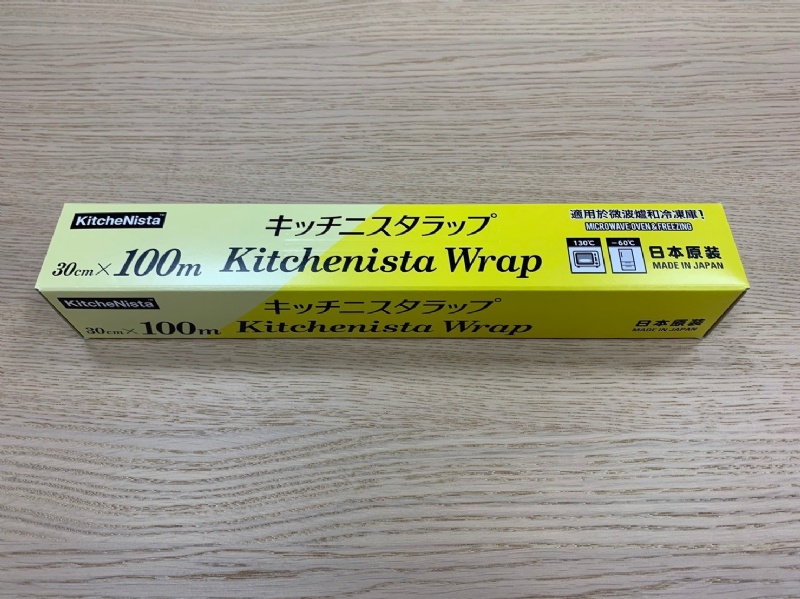 KitcheNista™
キッチニスタラップ
30cm×100m Kitchenista Wrap
適用於微波爐和冷凍庫!
MICROWAVE OVEN & FREEZING
130℃
-60℃
日本原装
MADE IN JAPAN
KitcheNista™
キッチニスタラップ
30cm×100m Kitchenista Wrap
日本原装
MADE IN JAPAN